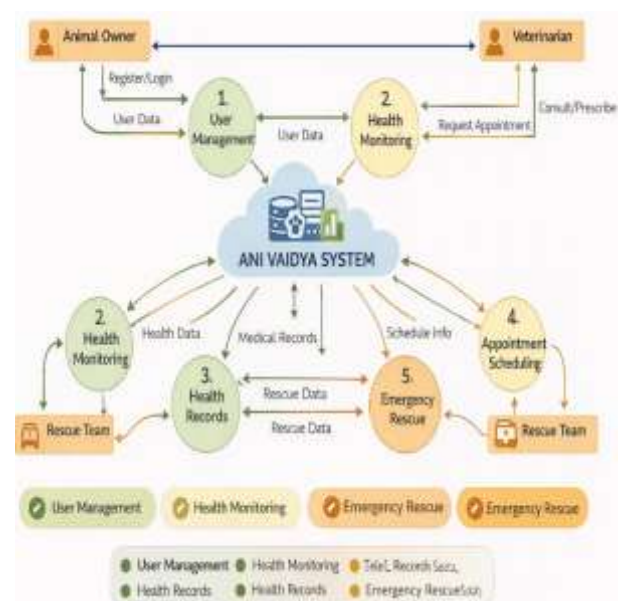 Animal Owner
Veterinarian
Register/Login
User Data
1.
User
Management
User Data
2.
Health
Monitoring
Request Appointment
Consult/Prescribe
ANI VAIDYA SYSTEM
2.
Health
Monitoring
Health Data
Medical Records
Schedule Info
4.
Appointment
Scheduling
3.
Health
Records
Rescue Data
Rescue Data
5.
Emergency
Rescue
Rescue Team
Rescue Team
User Management
Health Monitoring
Emergency Rescue
Emergency Rescue
User Management
Health Monitoring
Records
Health Records
Health Records